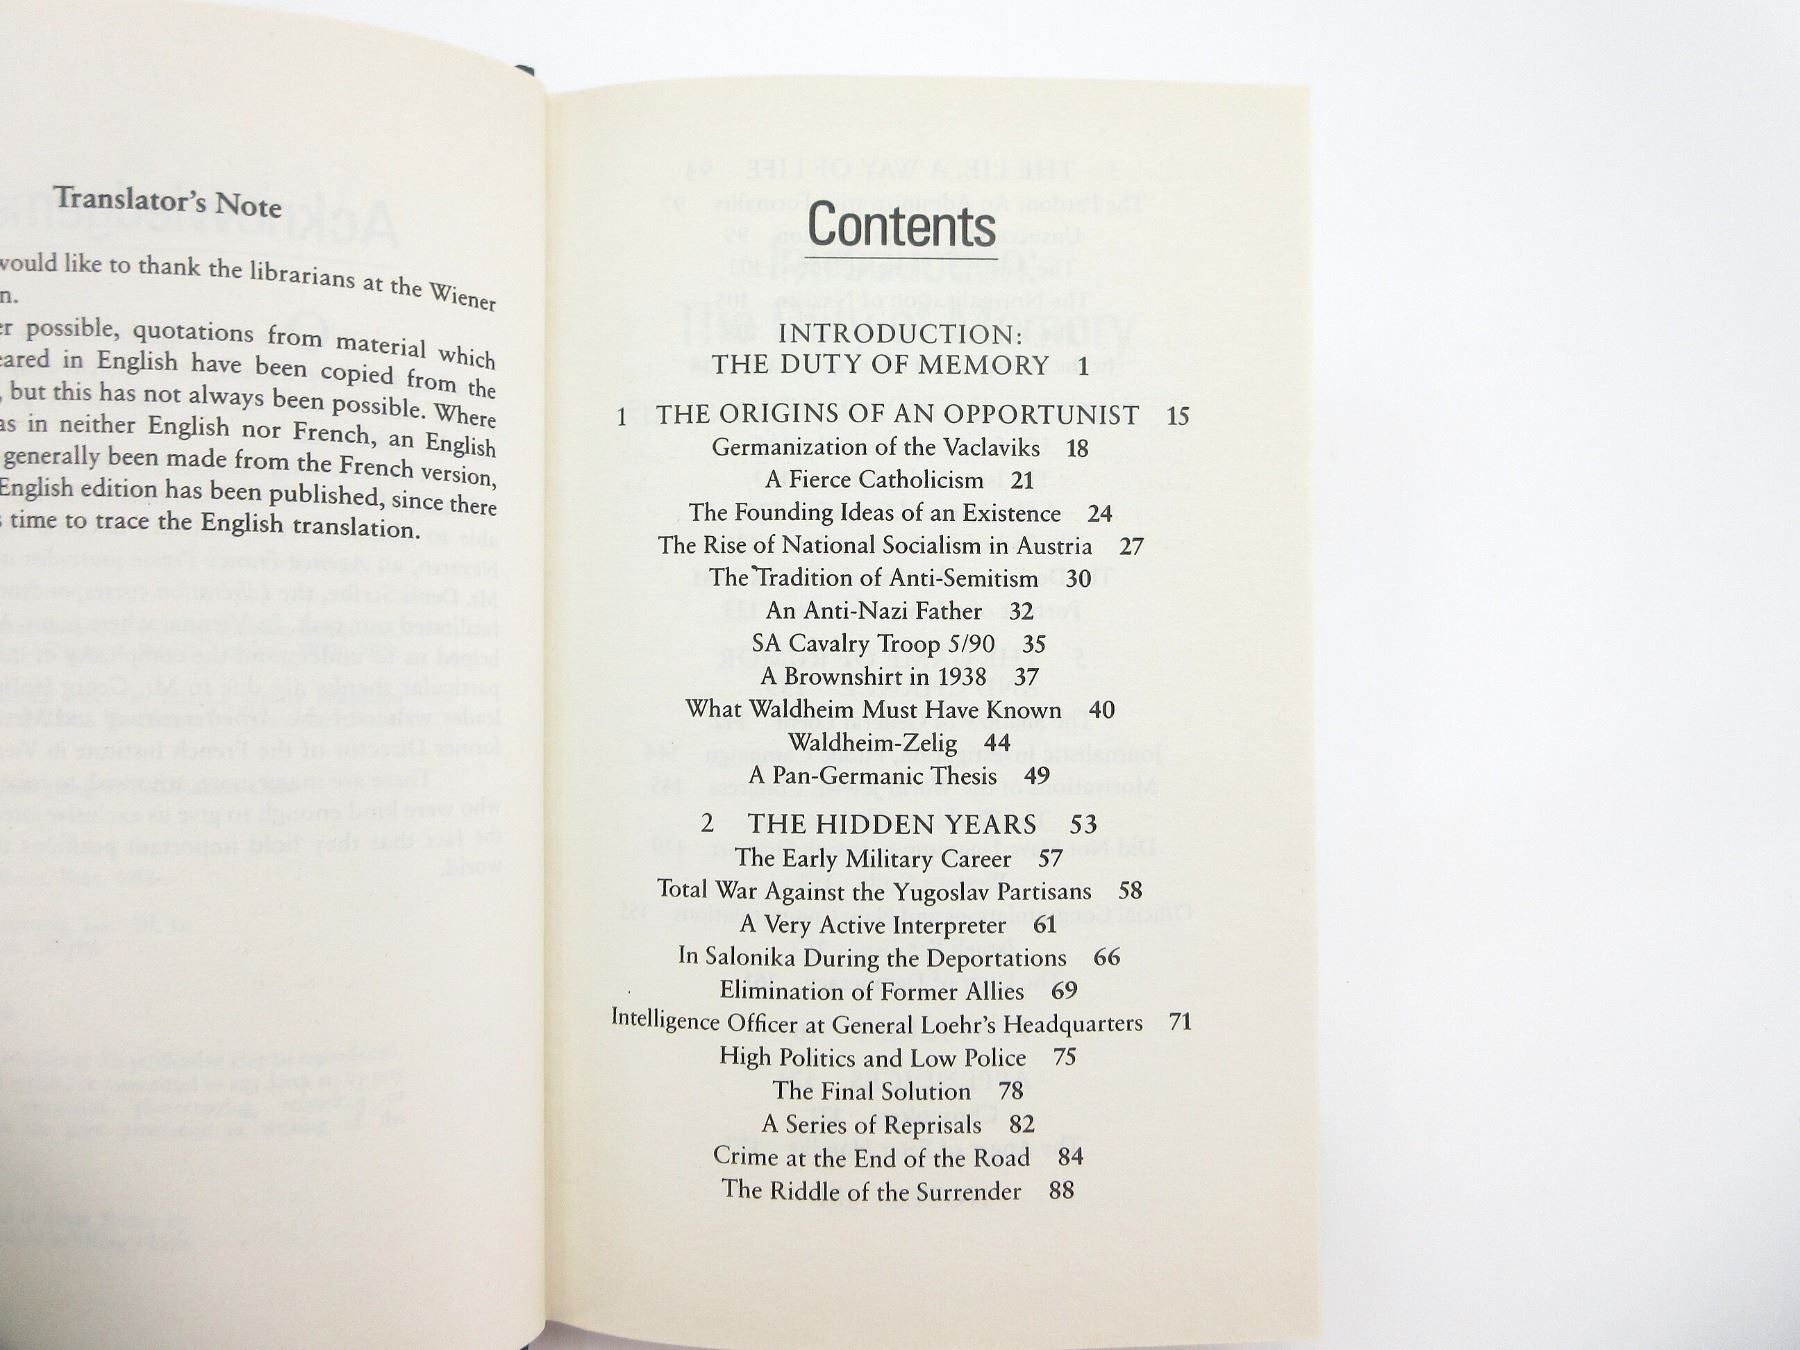 Translator's Note
would like to thank the librarians at the Wiener
possible, quotations from material which
in English have been copied from the
, but this has not always been possible. Where
in neither English nor French, an English
generally been made from the French version,
English edition has been published, since there
time to trace the English translation.
Contents
INTRODUCTION:
THE DUTY OF MEMORY 1
1 THE ORIGINS OF AN OPPORTUNIST 15
Germanization of the Vaclaviks 18
A Fierce Catholicism 21
The Founding Ideas of an Existence 24
The Rise of National Socialism in Austria 27
The Tradition of Anti-Semitism 30
An Anti-Nazi Father 32
SA Cavalry Troop 5/90 35
A Brownshirt in 1938 37
What Waldheim Must Have Known 40
Waldheim-Zelig 44
A Pan-Germanic Thesis 49
2 THE HIDDEN YEARS 53
The Early Military Career 57
Total War Against the Yugoslav Partisans 58
A Very Active Interpreter 61
In Salonika During the Deportations 66
Elimination of Former Allies 69
Intelligence Officer at General Loehr's Headquarters 71
High Politics and Low Police 75
The Final Solution 78
A Series of Reprisals 82
Crime at the End of the Road 84
The Riddle of the Surrender 88